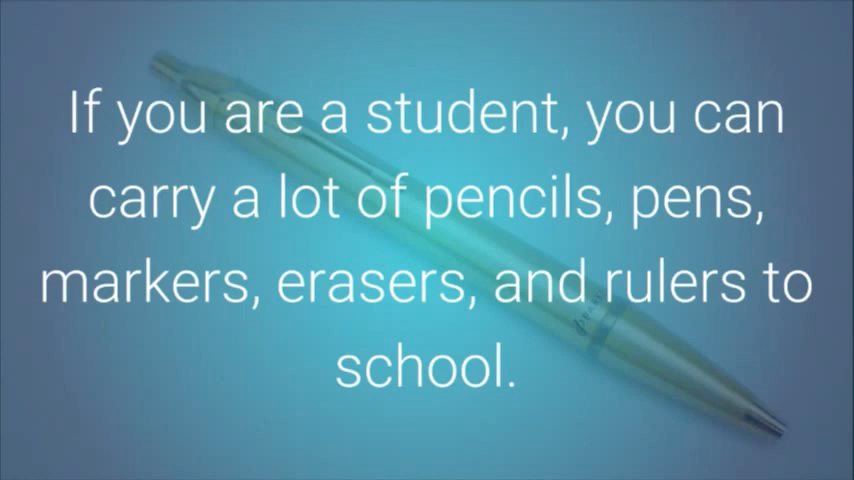 If you are a student, you can
carry a lot of pencils, pens,
markers, erasers, and rulers to
school.